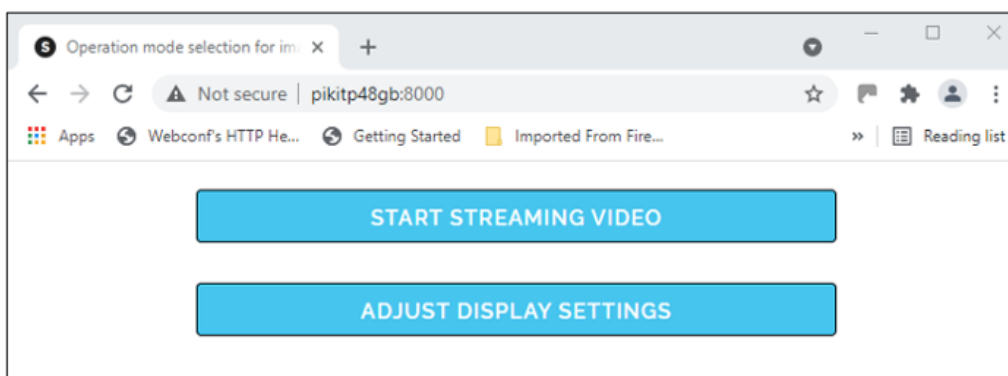 S Operation mode selection for im
Not secure | pikitp48gb:8000
Apps Webconf's HTTP He... Getting Started Imported From Fire... » Reading list
START STREAMING VIDEO
ADJUST DISPLAY SETTINGS